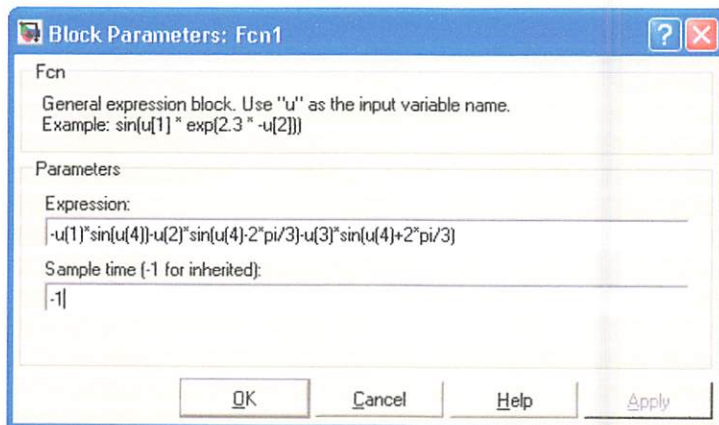 Block Parameters: Fcn1
Fcn
General expression block. Use "u" as the input variable name.
Example: sin(u[1] * exp(2.3 * -u[2]))
Parameters
Expression:
-u(1)*sin(u(4))-u(2)*sin(u(4)-2*pi/3)-u(3)*sin(u(4)+2*pi/3)
Sample time (-1 for inherited):
-1
OK Cancel Help Apply